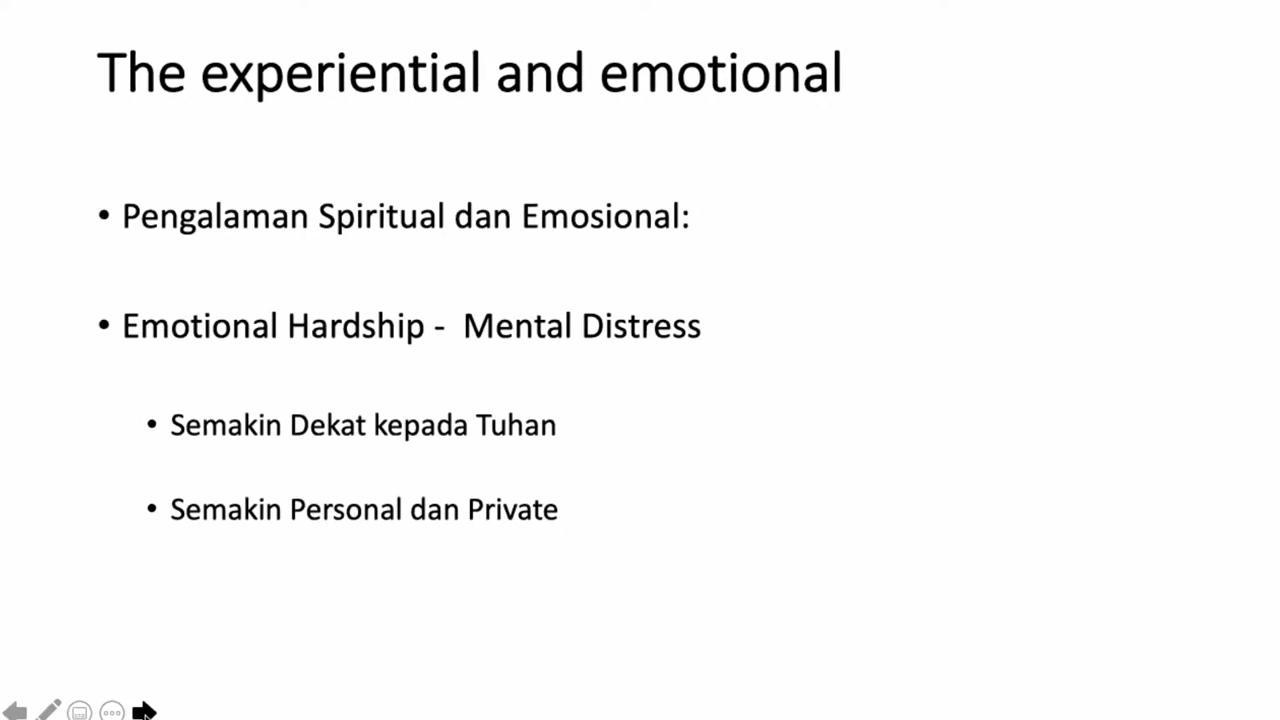 The experiential and emotional
• Pengalaman Spiritual dan Emosional:
• Emotional Hardship - Mental Distress
• Semakin Dekat kepada Tuhan
• Semakin Personal dan Private